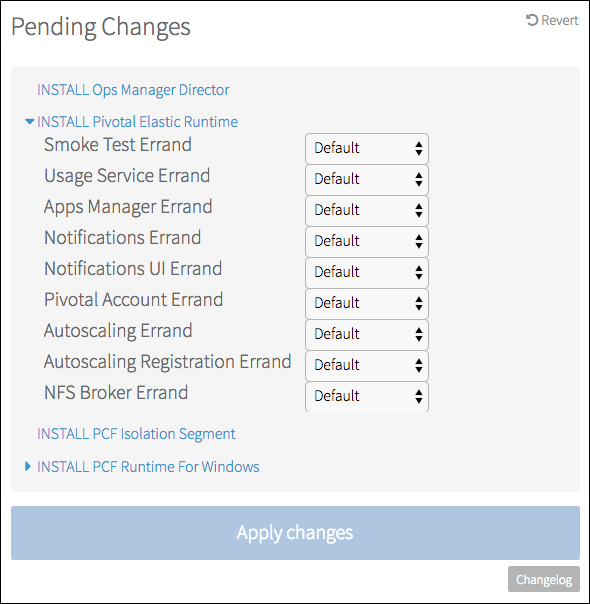 Pending Changes
Revert
INSTALL Ops Manager Director
INSTALL Pivotal Elastic Runtime
Smoke Test Errand Default
Usage Service Errand Default
Apps Manager Errand Default
Notifications Errand Default
Notifications UI Errand Default
Pivotal Account Errand Default
Autoscaling Errand Default
Autoscaling Registration Errand Default
NFS Broker Errand Default
INSTALL PCF Isolation Segment
INSTALL PCF Runtime For Windows
Apply changes
Changelog